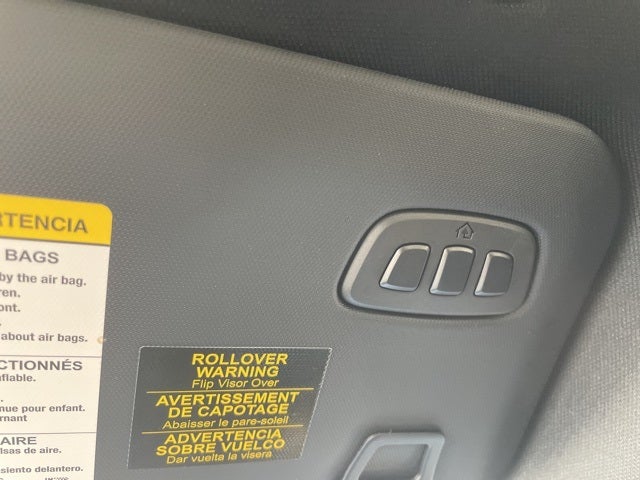 RTENCIA
BAGS
by the air bag.
ren.
ont.
.
about air bags.
CTIONNÉS
nfiable.
.
nue pour enfant.
rnant
AIRE
lsas de aire.
siento delantero.
ROLLOVER
WARNING
Flip Visor Over
AVERTISSEMENT
DE CAPOTAGE
Abaisser le pare-soleil
ADVERTENCIA
SOBRE VUELCO
Dar vuelta la visera